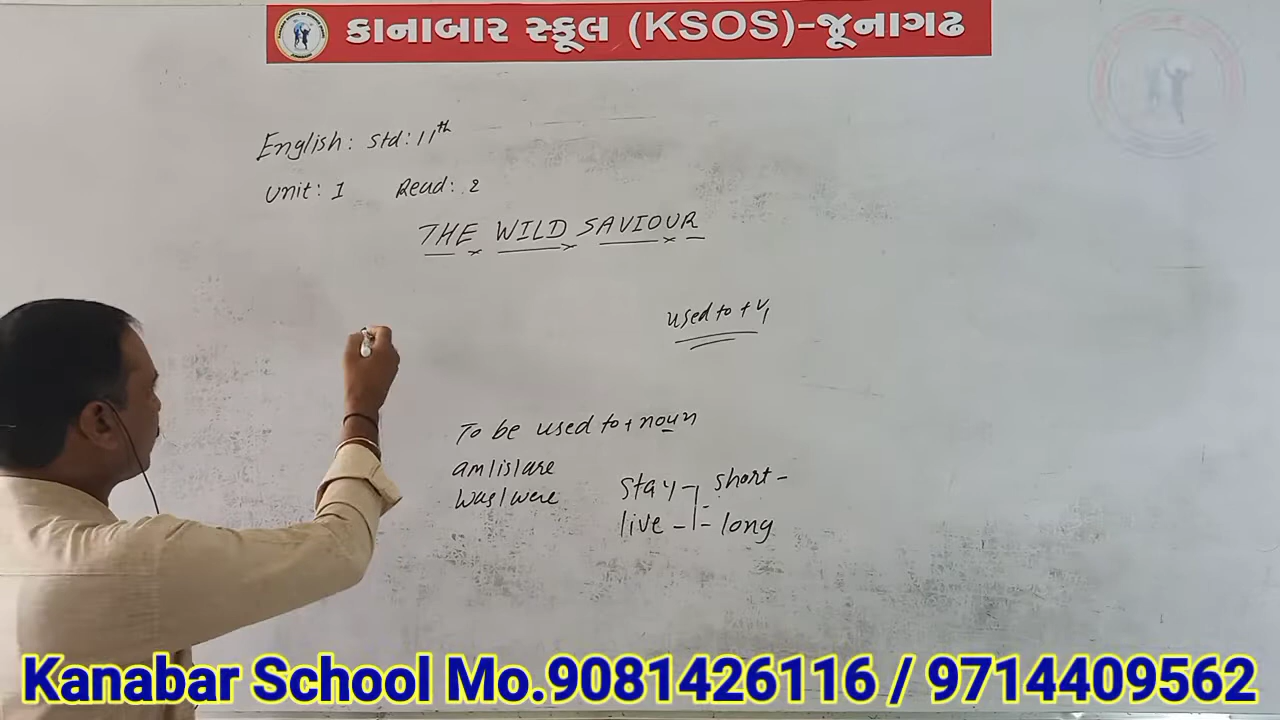 કાનાબાર સ્કૂલ (KSOS)-જૂનાગઢ
English: Std: 11th
Unit: 1 Read: 2
THE WILD SAVIOUR
used to + V1
To be used to + noun
am/is/are
was/were
stay - short -
live - - long
Kanabar School Mo.9081426116 / 9714409562